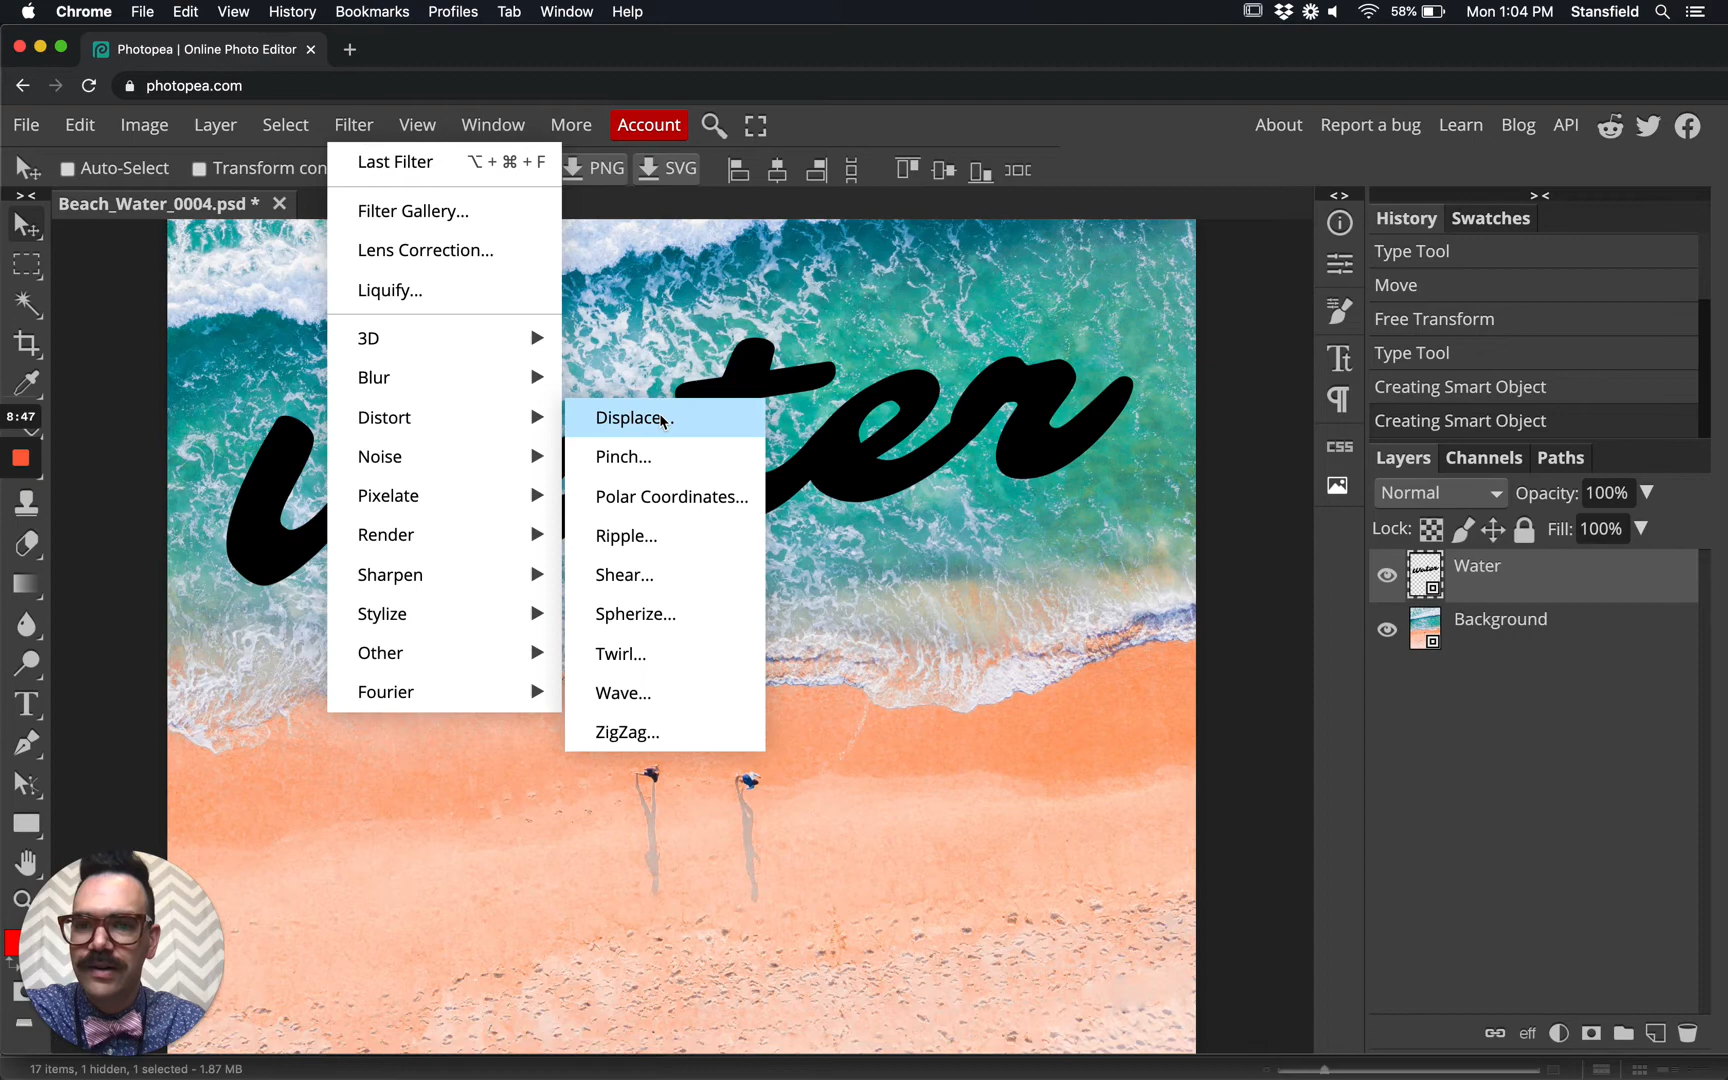 Chrome File Edit View History Bookmarks Profiles Tab Window Help 58% Mon 1:04 PM Stansfield
Photopea | Online Photo Editor
photopea.com
File Edit Image Layer Select Filter View Window More Account About Report a bug Learn Blog API
Auto-Select Transform con PNG SVG
Beach_Water_0004.psd *
Last Filter ⌥ + ⌘ + F
Filter Gallery...
Lens Correction...
Liquify...
3D
Blur
Distort
Noise
Pixelate
Render
Sharpen
Stylize
Other
Fourier
Displace...
Pinch...
Polar Coordinates...
Ripple...
Shear...
Spherize...
Twirl...
Wave...
ZigZag...
ter
8:47
History Swatches
Type Tool
Move
Free Transform
Type Tool
Creating Smart Object
Creating Smart Object
CSS
Layers Channels Paths
Normal Opacity: 100%
Lock: Fill: 100%
Water
Water
Background
eff
17 items, 1 hidden, 1 selected - 1.87 MB